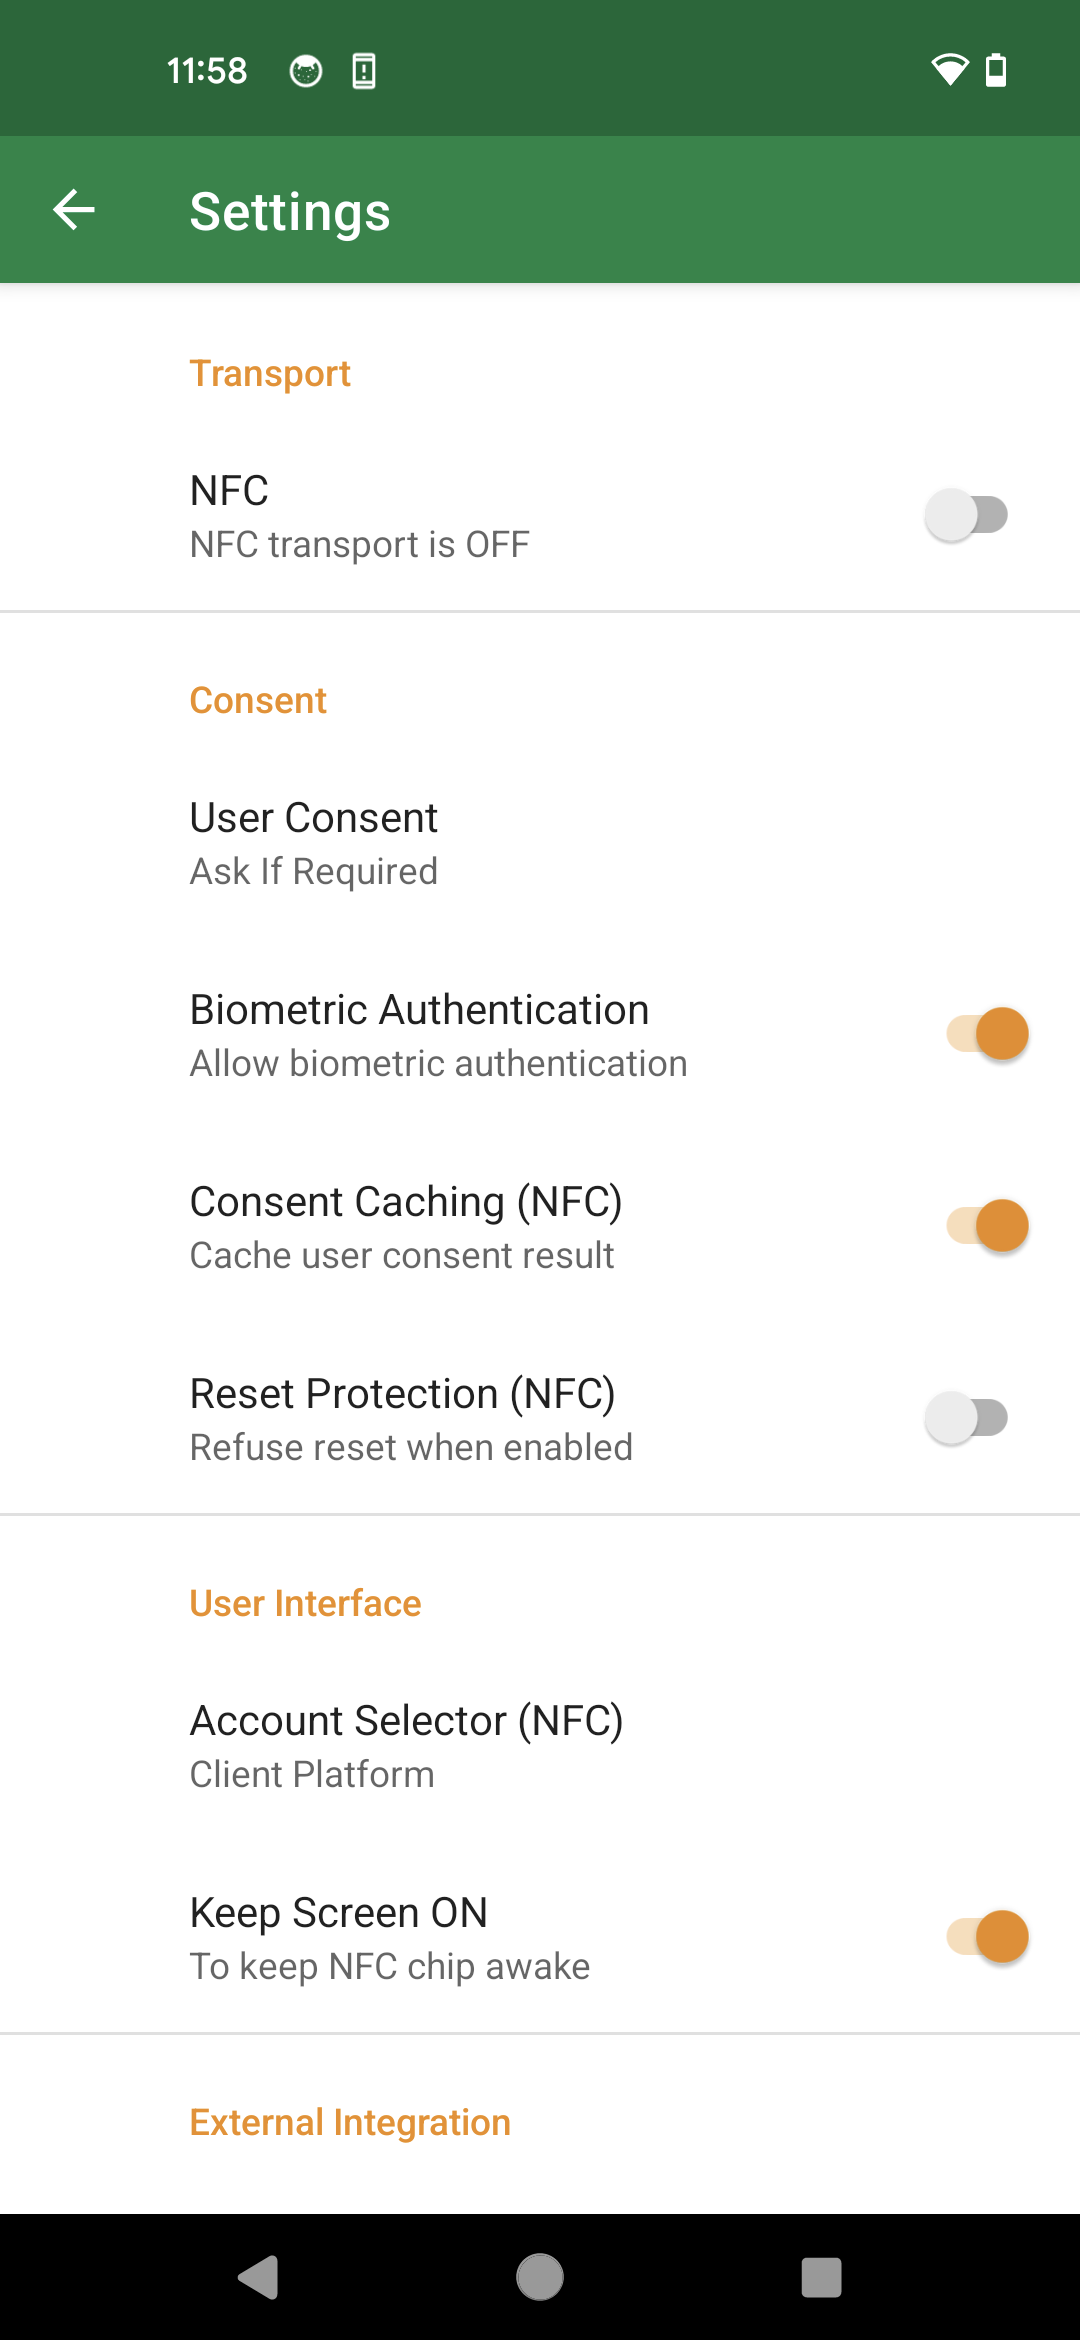 11:58
Settings
Transport
NFC
NFC transport is OFF
Consent
User Consent
Ask If Required
Biometric Authentication
Allow biometric authentication
Consent Caching (NFC)
Cache user consent result
Reset Protection (NFC)
Refuse reset when enabled
User Interface
Account Selector (NFC)
Client Platform
Keep Screen ON
To keep NFC chip awake
External Integration